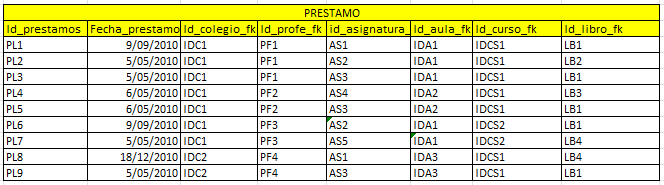 PRESTAMO
Id_prestamos Fecha_prestamo Id_colegio_fk Id_profe_fk id_asignatura_ Id_aula_fk Id_curso_fk Id_libro_fk
PL1 9/09/2010 IDC1 PF1 AS1 IDA1 IDCS1 LB1
PL2 5/05/2010 IDC1 PF1 AS2 IDA1 IDCS1 LB2
PL3 5/05/2010 IDC1 PF1 AS3 IDA1 IDCS1 LB1
PL4 6/05/2010 IDC1 PF2 AS4 IDA2 IDCS1 LB3
PL5 6/05/2010 IDC1 PF2 AS3 IDA2 IDCS1 LB1
PL6 9/09/2010 IDC1 PF3 AS2 IDA1 IDCS2 LB1
PL7 5/05/2010 IDC1 PF3 AS5 IDA1 IDCS2 LB4
PL8 18/12/2010 IDC2 PF4 AS1 IDA3 IDCS1 LB4
PL9 5/05/2010 IDC2 PF4 AS3 IDA3 IDCS1 LB1